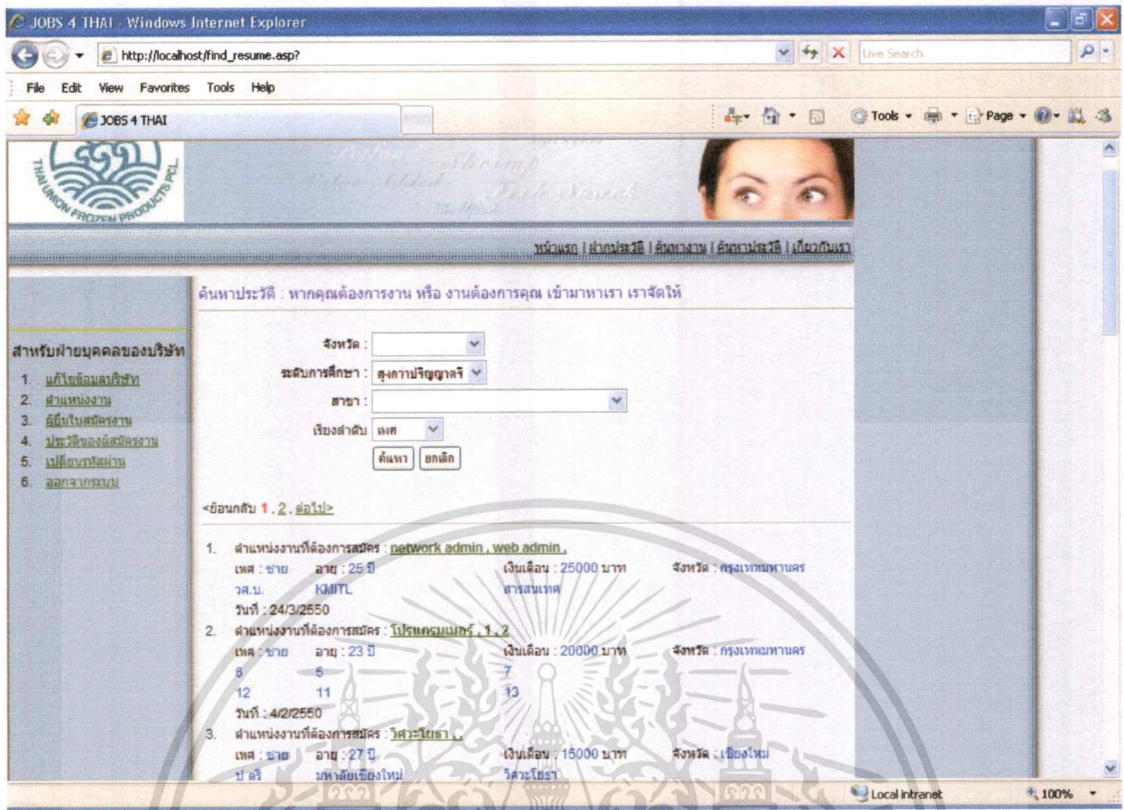 JOBS 4 THAI - Windows Internet Explorer
http://localhost/find_resume.asp?
Live Search
File Edit View Favorites Tools Help
JOBS 4 THAI
Tools Page
THAI UNION FROZEN PRODUCTS PCL.
Shrimp
หน้าแรก | ฝากประวัติ | ค้นหางาน | ค้นหาประวัติ | เกี่ยวกับเรา
ค้นหาประวัติ : หากคุณต้องการงาน หรือ งานต้องการคุณ เข้ามาหาเรา เราจัดให้
สำหรับฝ่ายบุคคลของบริษัท
1. แก้ไขข้อมูลบริษัท
2. ตำแหน่งงาน
3. ผู้ยื่นใบสมัครงาน
4. ประวัติของผู้สมัครงาน
5. เปลี่ยนรหัสผ่าน
6. ออกจากระบบ
จังหวัด :
ระดับการศึกษา : สูงกว่าปริญญาตรี
สาขา :
เรียงลำดับ เพศ
ค้นหา ยกเลิก
<ย้อนกลับ 1 , 2 , ต่อไป>
1. ตำแหน่งงานที่ต้องการสมัคร : network admin , web admin ,
เพศ : ชาย อายุ : 25 ปี เงินเดือน : 25000 บาท จังหวัด : กรุงเทพมหานคร
วศ.บ. KMITL สารสนเทศ
วันที่ : 24/3/2550
2. ตำแหน่งงานที่ต้องการสมัคร : โปรแกรมเมอร์ , 1 , 2
เพศ : ชาย อายุ : 23 ปี เงินเดือน : 20000 บาท จังหวัด : กรุงเทพมหานคร
6 5 7
12 11 13
วันที่ : 4/2/2550
3. ตำแหน่งงานที่ต้องการสมัคร : วิศวะโยธา , ,
เพศ : ชาย อายุ : 27 ปี เงินเดือน : 15000 บาท จังหวัด : เชียงใหม่
ป ตรี มหาลัยเชียงใหม่ วิศวะโยธา
Local intranet 100%